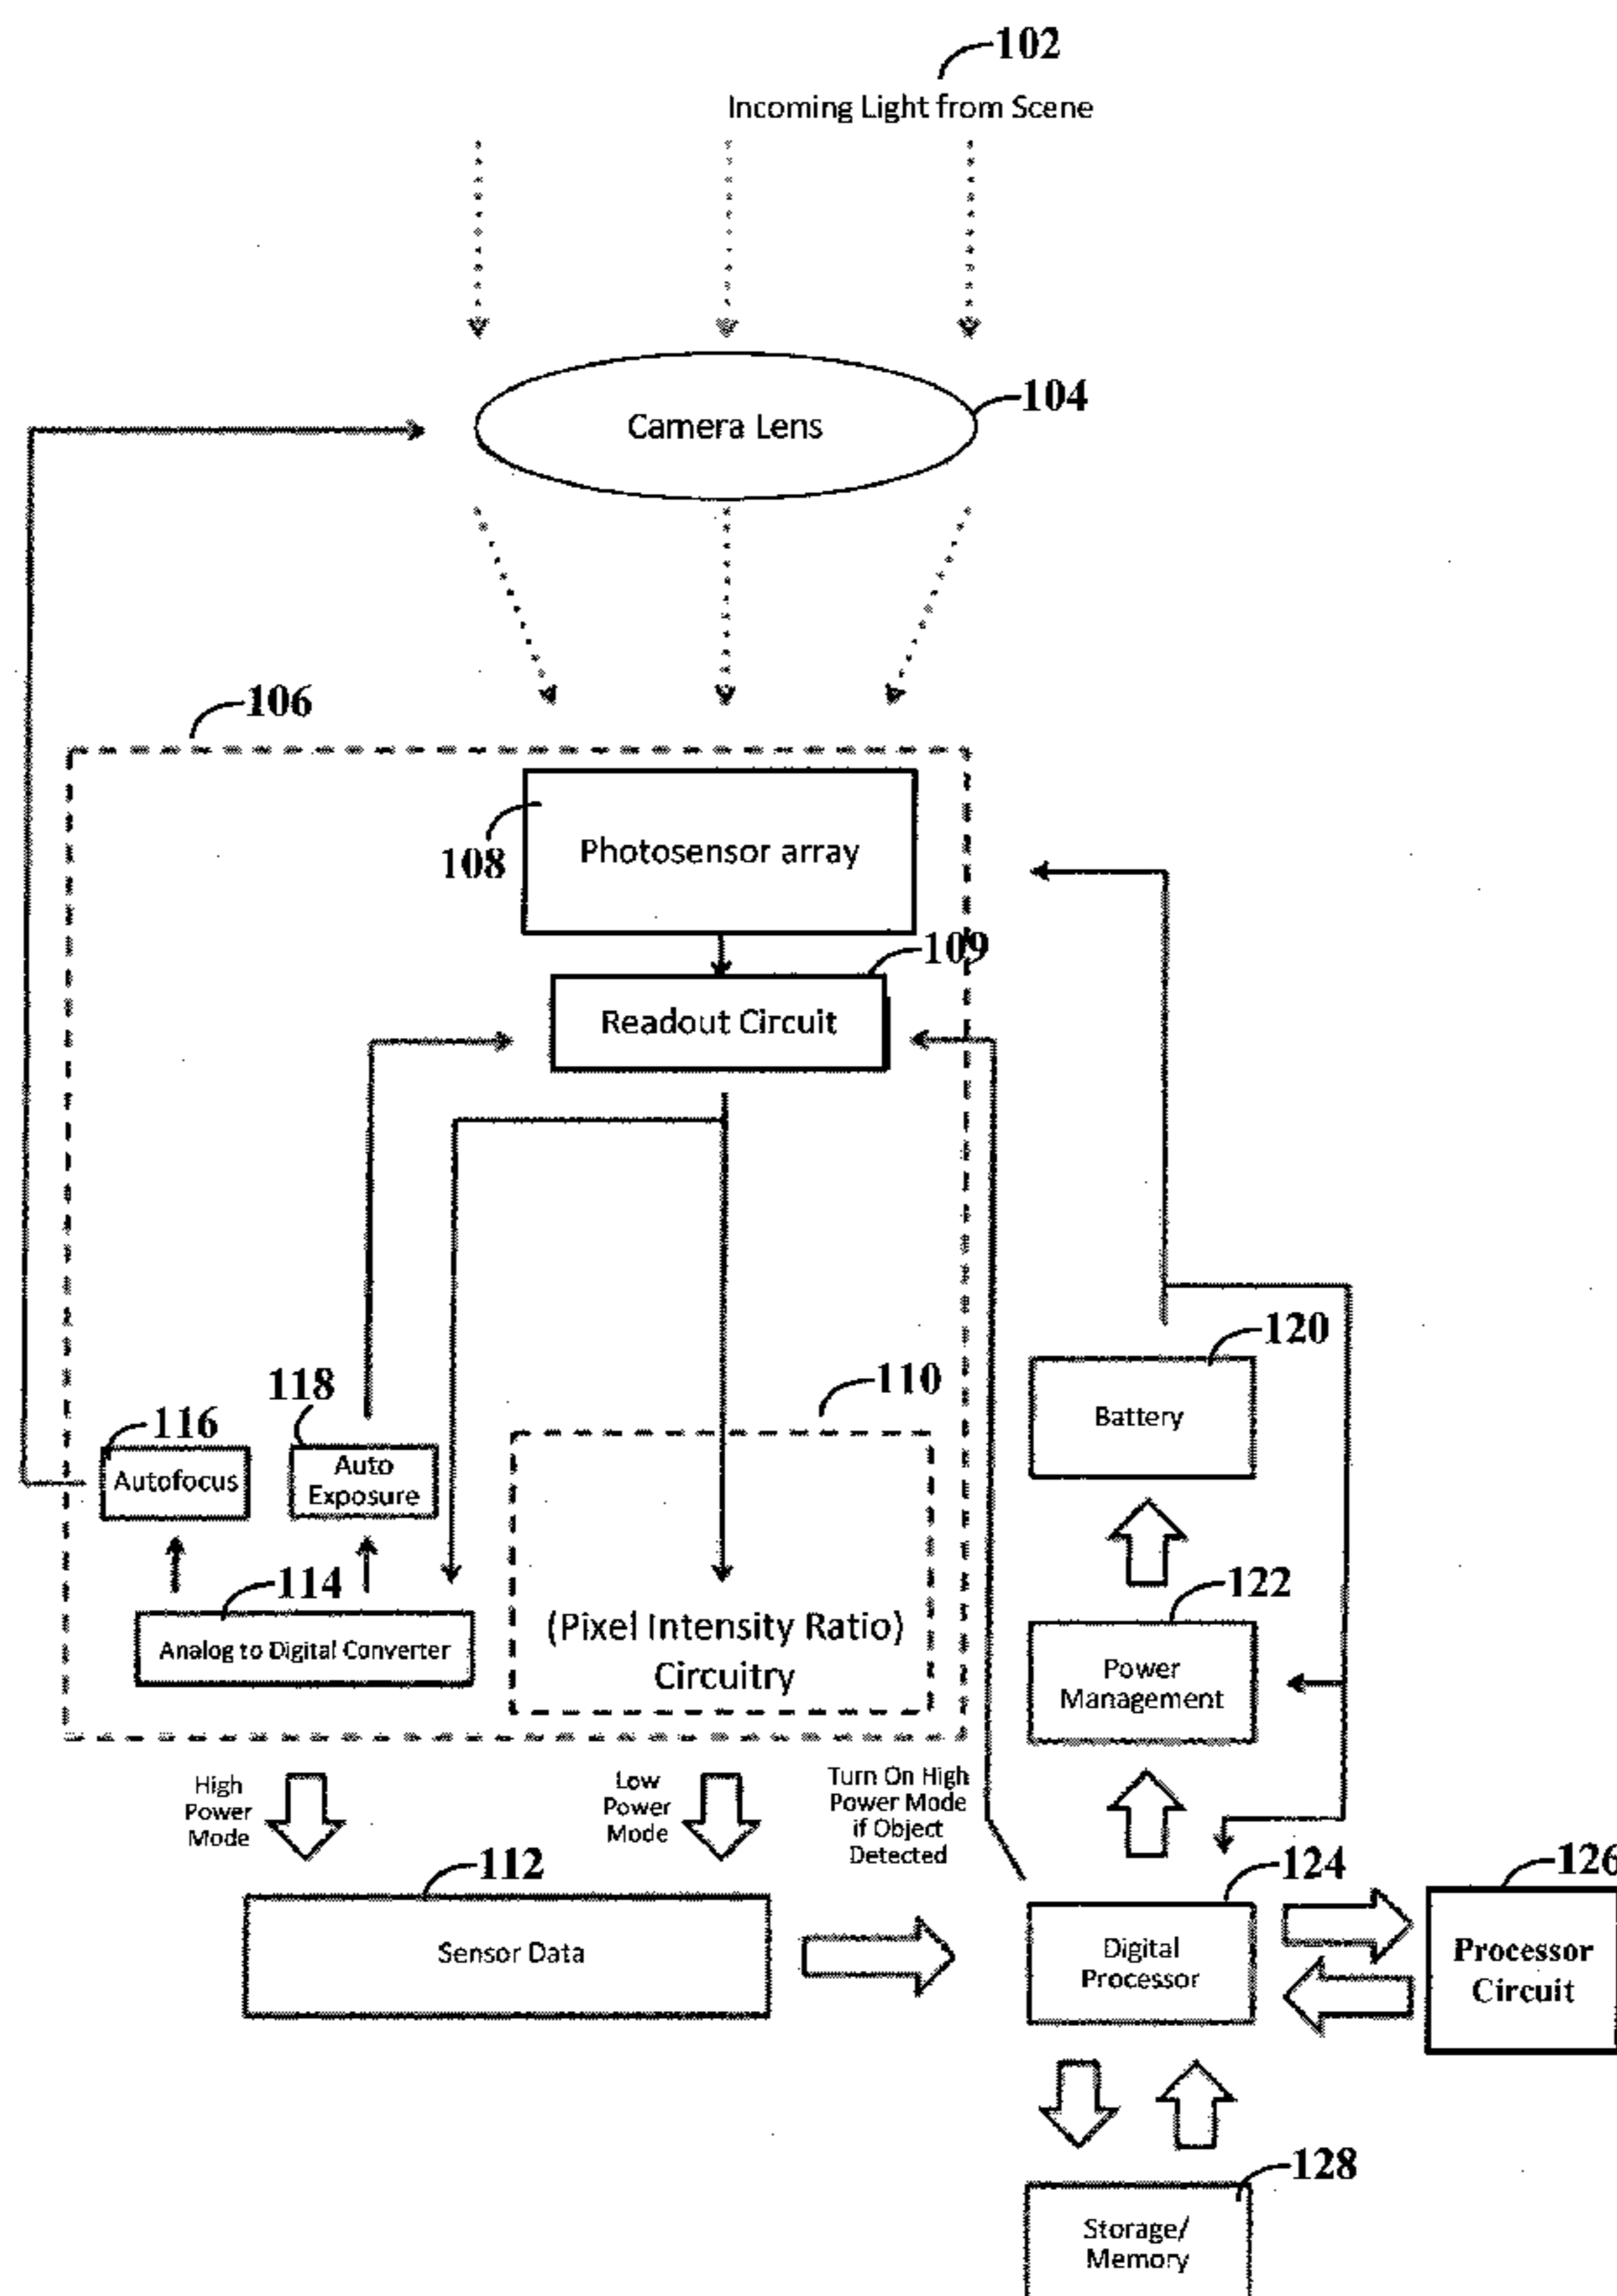 102
Incoming Light from Scene
104
Camera Lens
106
108
Photosensor array
109
Readout Circuit
110
120
Battery
116
118
Autofocus
Auto
Exposure
114
Analog to Digital Converter
(Pixel Intensity Ratio)
Circuitry
122
Power
Management
High
Power
Mode
Low
Power
Mode
Turn On High
Power Mode
if Object
Detected
112
Sensor Data
124
Digital
Processor
126
Processor
Circuit
128
Storage/
Memory